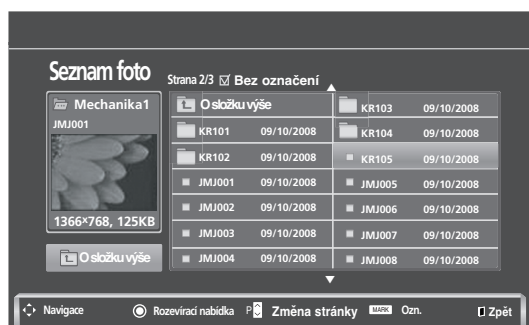 Seznam foto
Strana 2/3 ☑ Bez označení
Mechanika1
JMJ001
1366×768, 125KB
O složku výše
O složku výše
KR101 09/10/2008
KR102 09/10/2008
JMJ001 09/10/2008
JMJ002 09/10/2008
JMJ003 09/10/2008
JMJ004 09/10/2008
KR103 09/10/2008
KR104 09/10/2008
KR105 09/10/2008
JMJ005 09/10/2008
JMJ006 09/10/2008
JMJ007 09/10/2008
JMJ008 09/10/2008
Navigace Rozevírací nabídka P Změna stránky MARK Ozn. Zpět